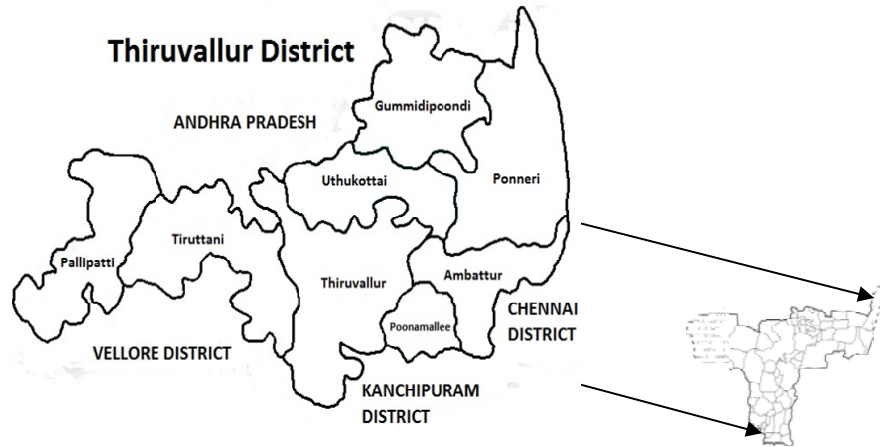 Thiruvallur District
Gummidipoondi
ANDHRA PRADESH
Uthukottai
Ponneri
Tiruttani
Pallipatti
Thiruvallur
Ambattur
Poonamallee
CHENNAI
DISTRICT
VELLORE DISTRICT
KANCHIPURAM
DISTRICT